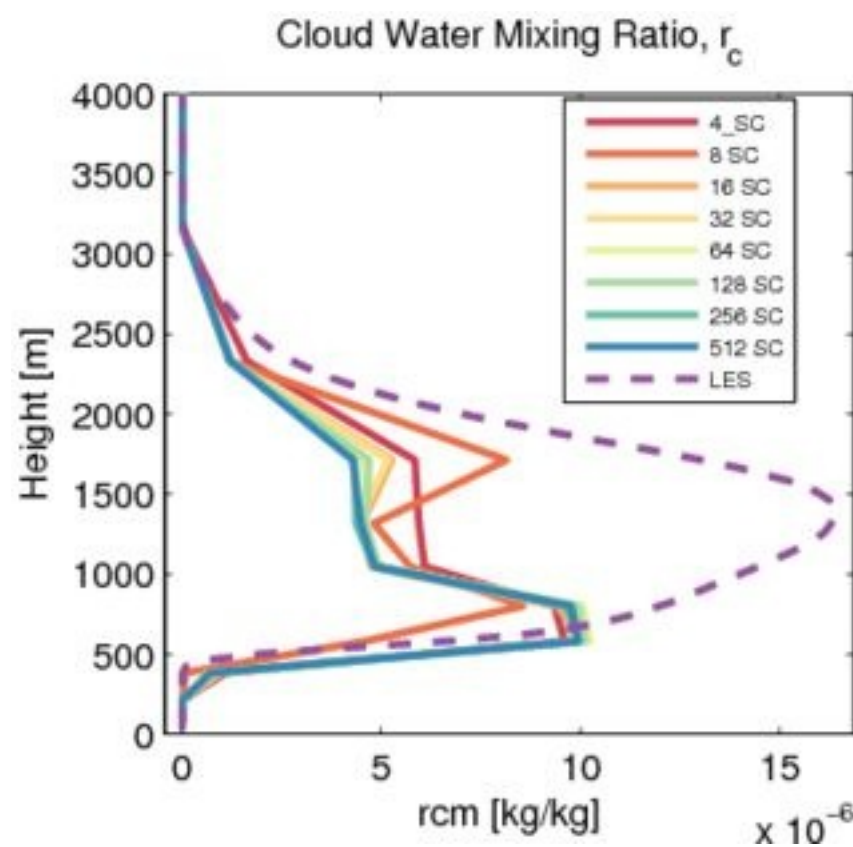 Cloud Water Mixing Ratio, r_c
4000
3500
3000
2500
2000
1500
1000
500
0
Height [m]
4_SC
8 SC
16 SC
32 SC
64 SC
128 SC
256 SC
512 SC
LES
0 5 10 15
rcm [kg/kg]
x 10^-6